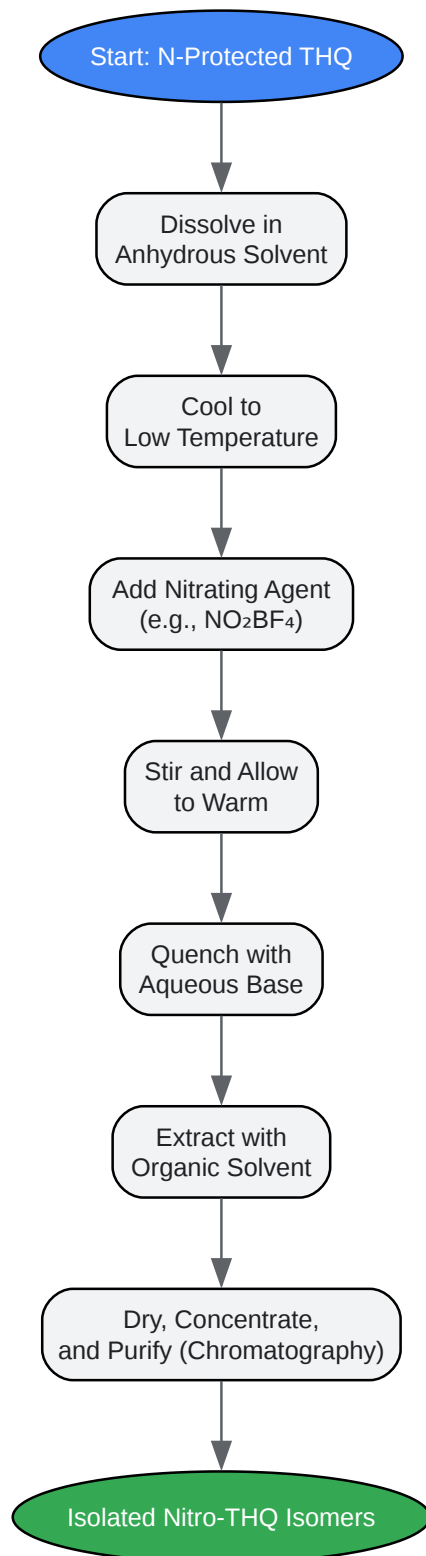 Start: N-Protected THQ
Dissolve in
Anhydrous Solvent
Cool to
Low Temperature
Add Nitrating Agent
(e.g., NO₂BF₄)
Stir and Allow
to Warm
Quench with
Aqueous Base
Extract with
Organic Solvent
Dry, Concentrate,
and Purify (Chromatography)
Isolated Nitro-THQ Isomers